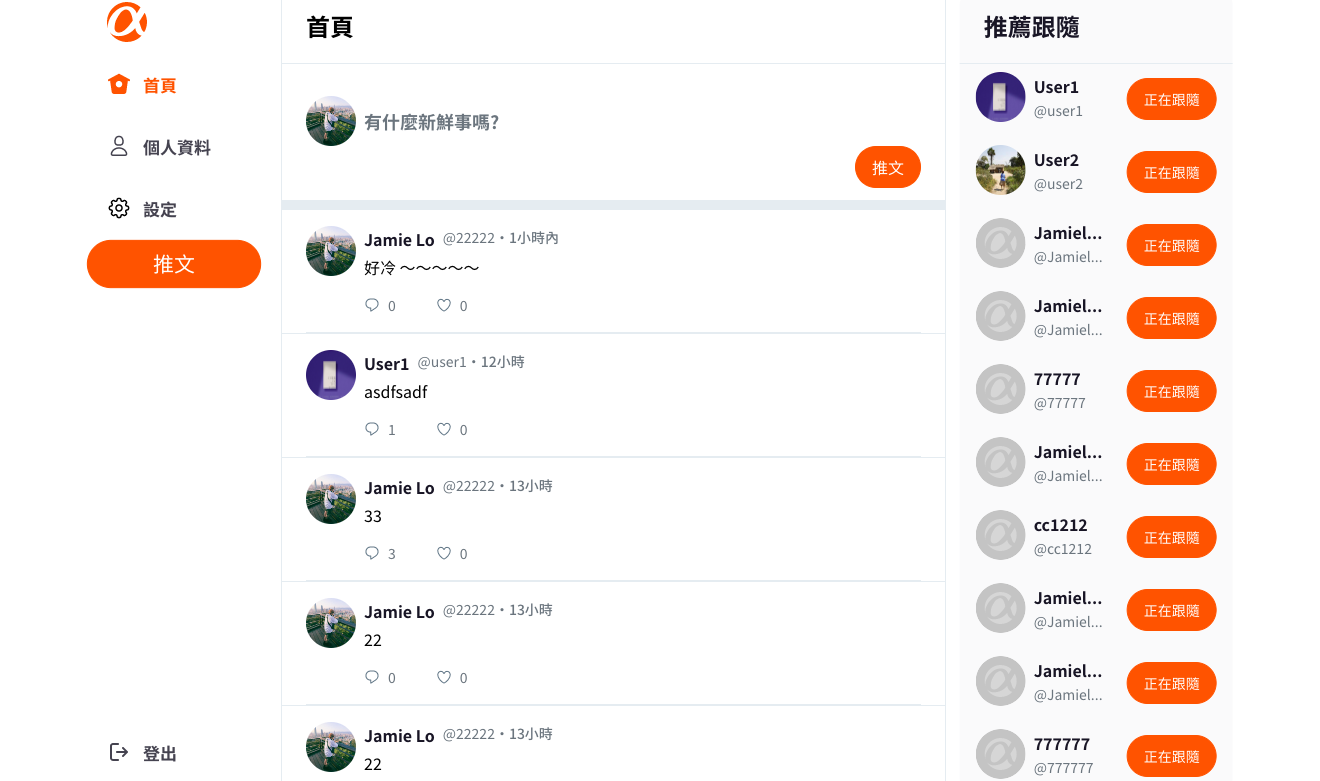 首頁
個人資料
設定
推文
登出
首頁
有什麼新鮮事嗎?
推文
Jamie Lo @22222・1小時內
好冷 ～～～～～
0 0
User1 @user1・12小時
asdfsadf
1 0
Jamie Lo @22222・13小時
33
3 0
Jamie Lo @22222・13小時
22
0 0
Jamie Lo @22222・13小時
22
推薦跟隨
User1
@user1
正在跟隨
User2
@user2
正在跟隨
Jamiel...
@Jamiel...
正在跟隨
Jamiel...
@Jamiel...
正在跟隨
77777
@77777
正在跟隨
Jamiel...
@Jamiel...
正在跟隨
cc1212
@cc1212
正在跟隨
Jamiel...
@Jamiel...
正在跟隨
Jamiel...
@Jamiel...
正在跟隨
777777
@777777
正在跟隨